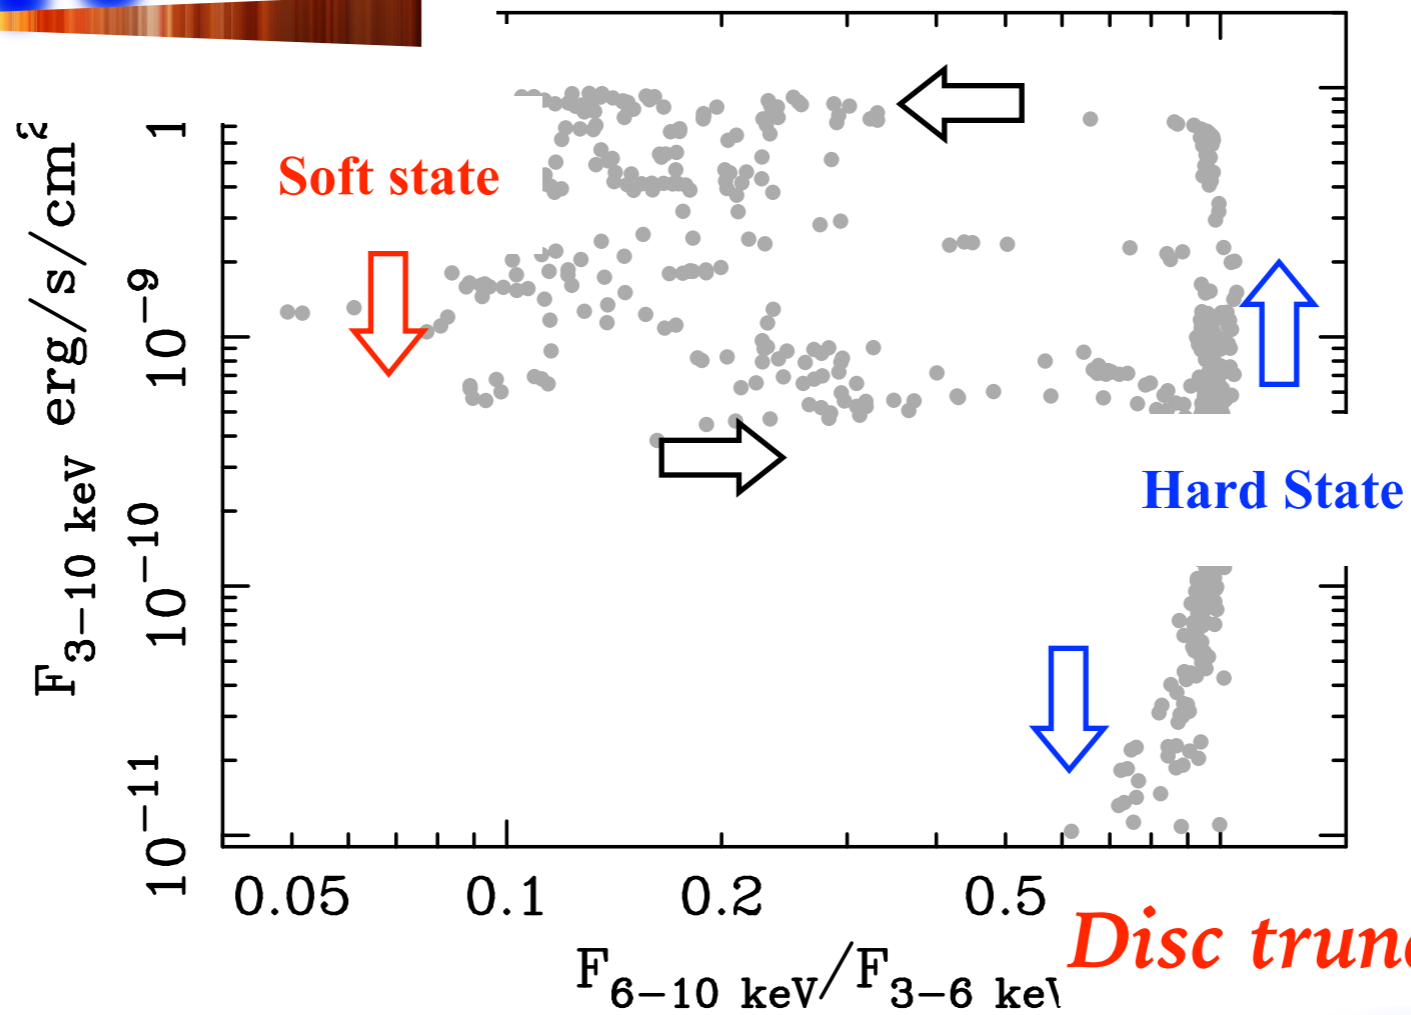 Soft state
Hard State
F3−10 keV erg/s/cm2
1
10−9
10−10
10−11
0.05 0.1 0.2 0.5
F6−10 keV/F3−6 keV
Disc